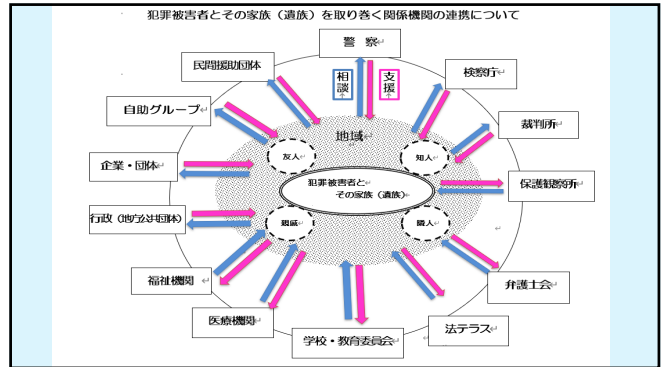 犯罪被害者とその家族（遺族）を取り巻く関係機関の連携について
警 察
民間援助団体
相談
支援
検察庁
自助グループ
地域
裁判所
友人
知人
企業・団体
犯罪被害者と
その家族（遺族）
保護観察所
行政（地方公共団体）
親戚
隣人
福祉機関
弁護士会
医療機関
法テラス
学校・教育委員会